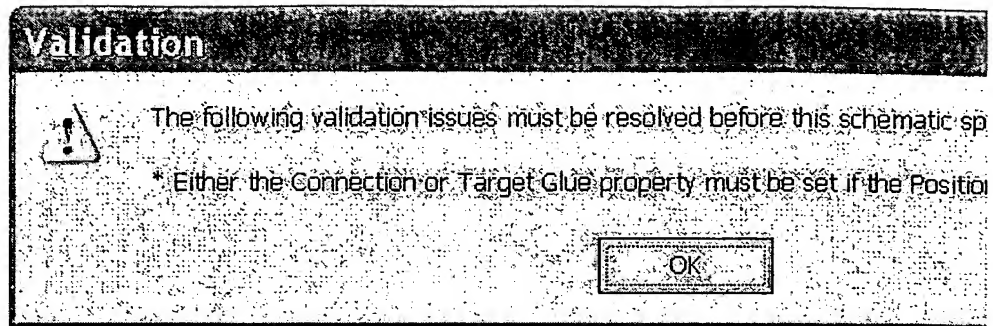 Validation
The following validation issues must be resolved before this schematic sp
* Either the Connection or Target Glue property must be set if the Position
OK